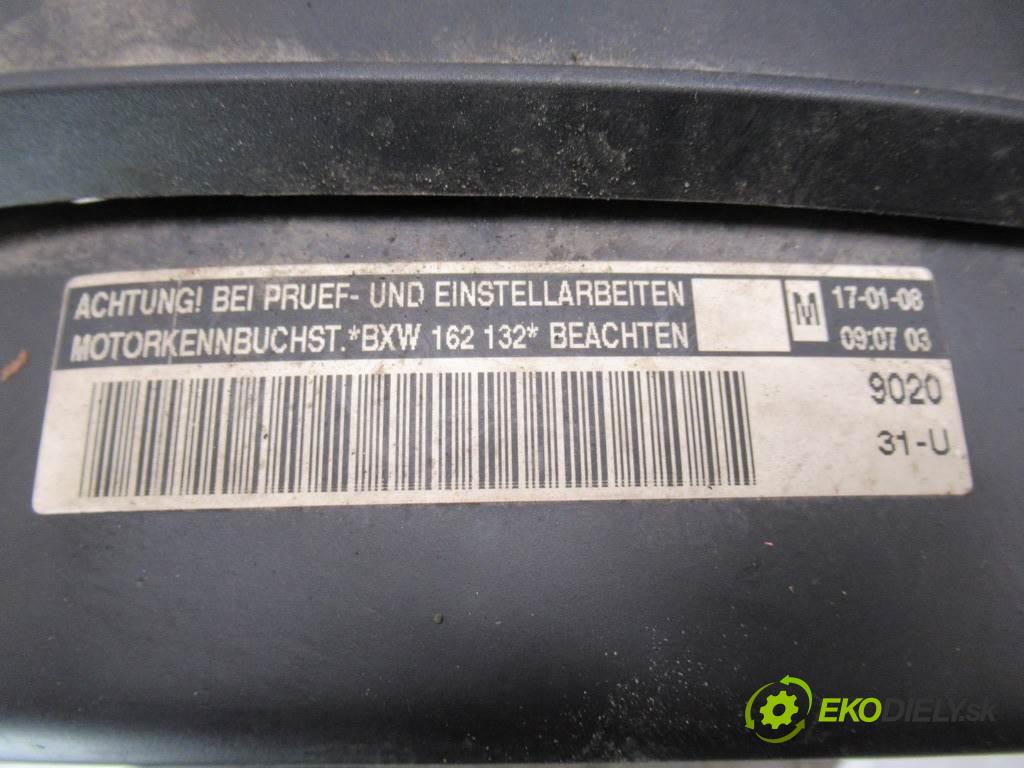 ACHTUNG! BEI PRUEF- UND EINSTELLARBEITEN
MOTORKENNBUCHST.*BXW 162 132* BEACHTEN
M
17-01-08
09:07 03
9020
31-U
EKODIELY.sk